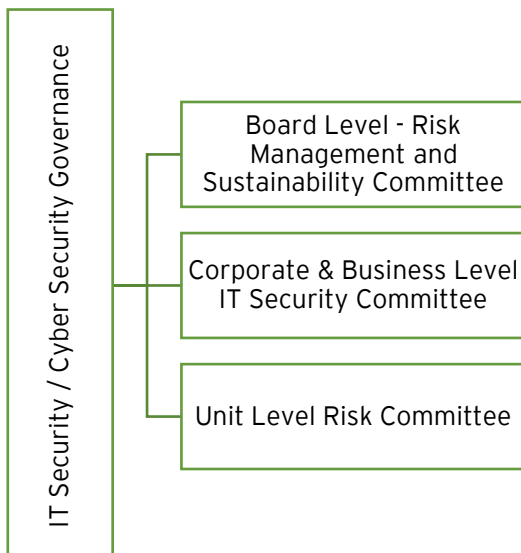 IT Security / Cyber Security Governance
Board Level - Risk
Management and
Sustainability Committee
Corporate & Business Level
IT Security Committee
Unit Level Risk Committee